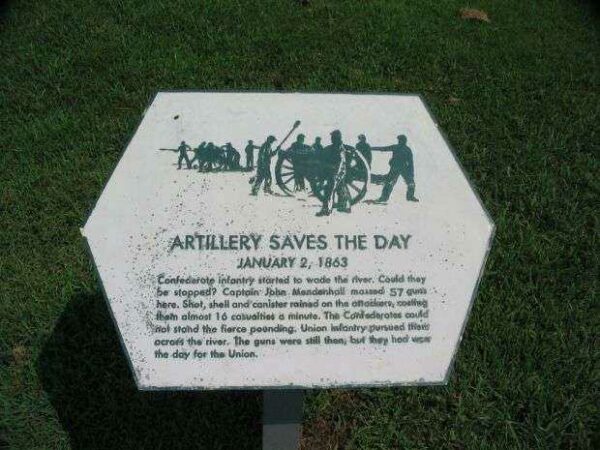 ARTILLERY SAVES THE DAY
JANUARY 2, 1863
Confederate infantry started to wade the river. Could they
be stopped? Captain John Mendenhall massed 57 guns
here. Shot, shell and canister rained on the attackers, costing
them almost 16 casualties a minute. The Confederates could
not stand the fierce pounding. Union infantry pursued them
across the river. The guns were still then, but they had won
the day for the Union.